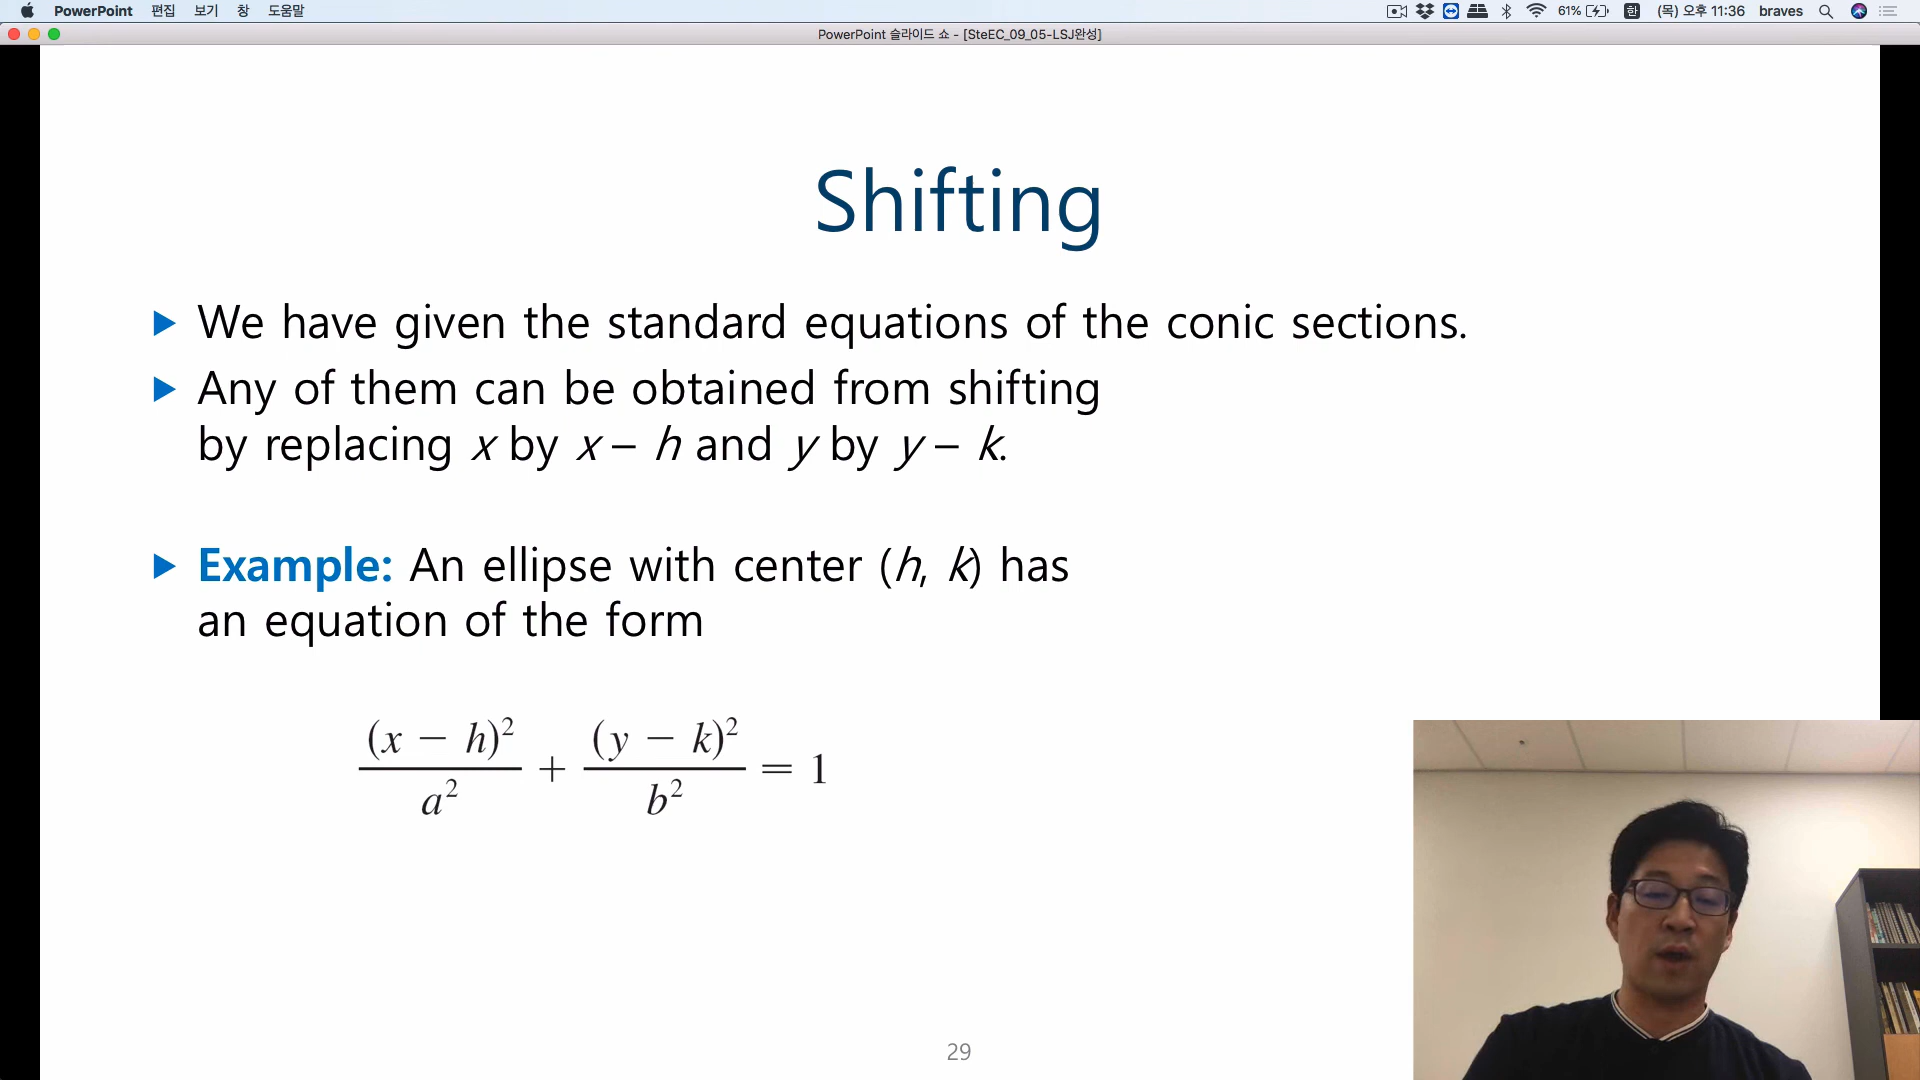 PowerPoint 편집 보기 창 도움말 61% 한 (목) 오후 11:36 braves
PowerPoint 슬라이드 쇼 - [SteEC_09_05-LSJ완성]
Shifting
▶ We have given the standard equations of the conic sections.
▶ Any of them can be obtained from shifting
by replacing x by x – h and y by y – k.
▶ Example: An ellipse with center (h, k) has
an equation of the form
(x − h)²/a² + (y − k)²/b² = 1
29